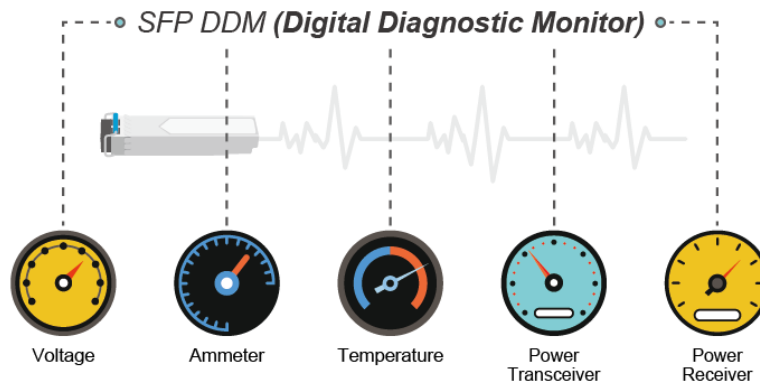 SFP DDM (Digital Diagnostic Monitor)
Voltage
Ammeter
Temperature
Power
Transceiver
Power
Receiver